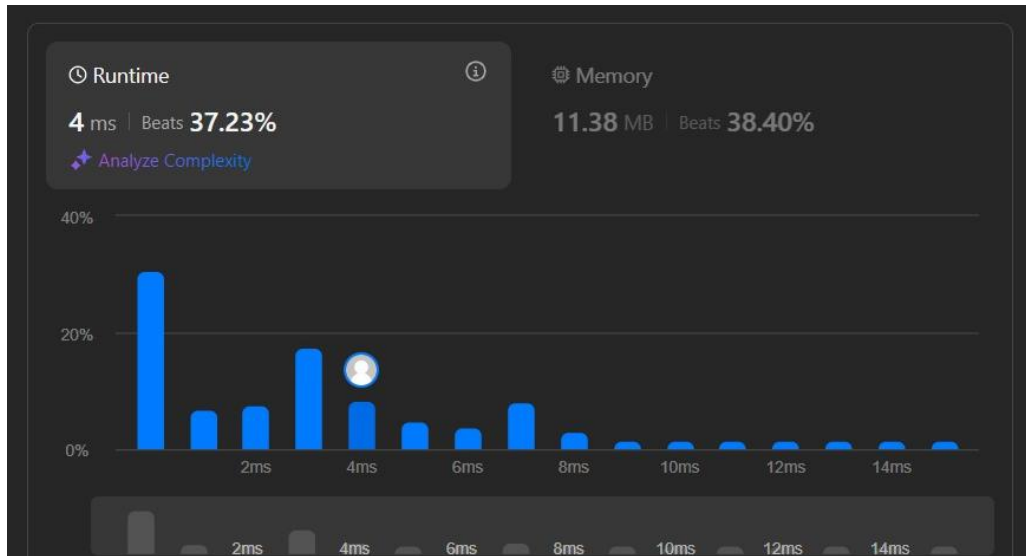 Runtime
4 ms | Beats 37.23%
Analyze Complexity
Memory
11.38 MB | Beats 38.40%
40%
20%
0%
2ms 4ms 6ms 8ms 10ms 12ms 14ms
2ms 4ms 6ms 8ms 10ms 12ms 14ms